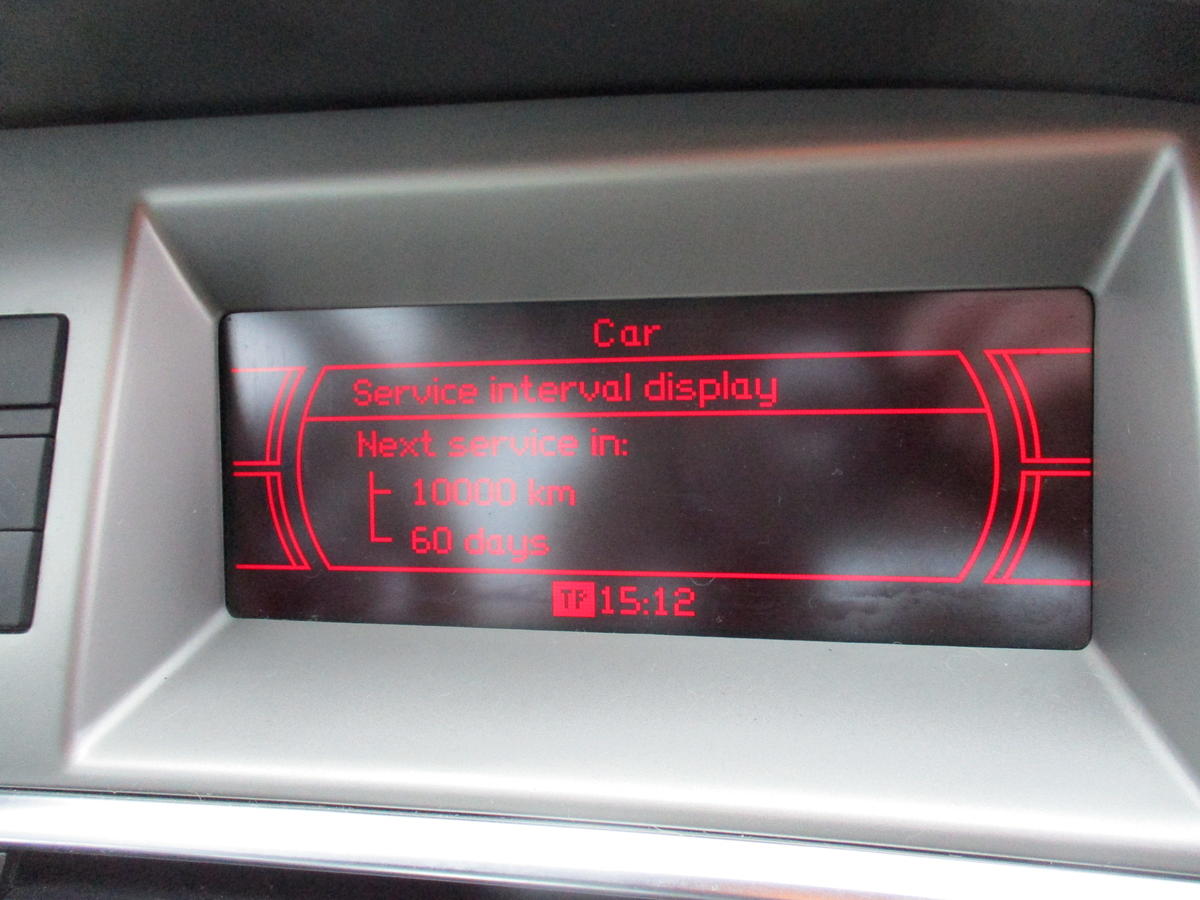 Car
Service interval display
Next service in:
10000 km
60 days
TP 15:12